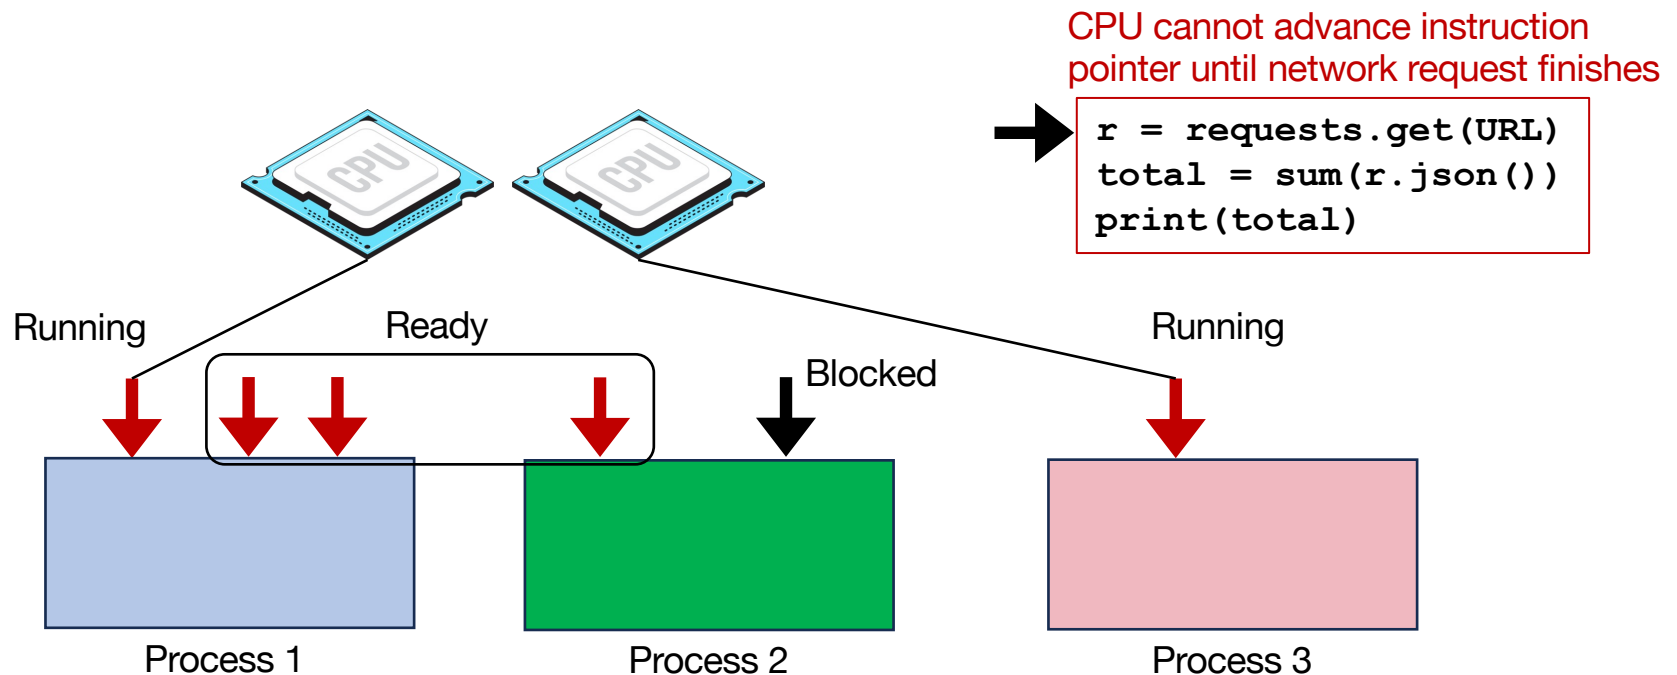 CPU cannot advance instruction
pointer until network request finishes
r = requests.get(URL)
total = sum(r.json())
print(total)
CPU
CPU
Running
Ready
Running
Blocked
Process 1
Process 2
Process 3